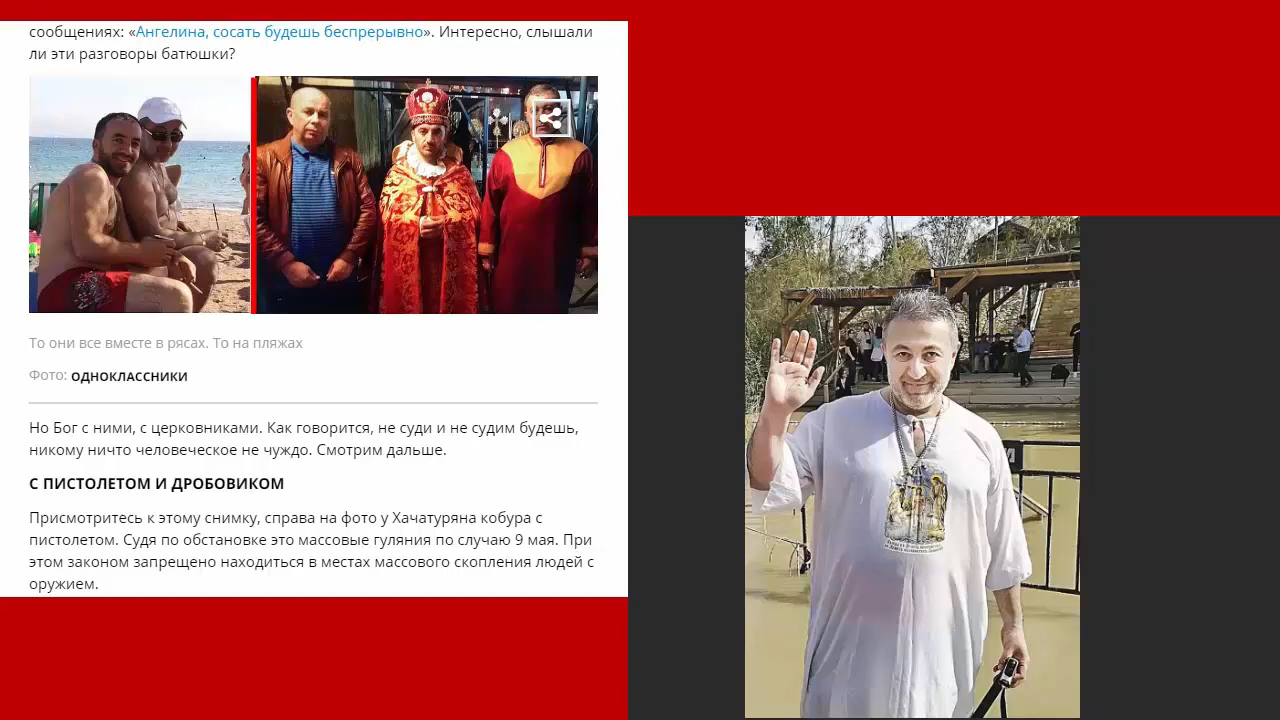 сообщениях: «Ангелина, сосать будешь беспрерывно». Интересно, слышали
ли эти разговоры батюшки?
То они все вместе в рясах. То на пляжах
Фото: ОДНОКЛАССНИКИ
Но Бог с ними, с церковниками. Как говорится, не суди и не судим будешь,
никому ничто человеческое не чуждо. Смотрим дальше.
С ПИСТОЛЕТОМ И ДРОБОВИКОМ
Присмотритесь к этому снимку, справа на фото у Хачатуряна кобура с
пистолетом. Судя по обстановке это массовые гуляния по случаю 9 мая. При
этом законом запрещено находиться в местах массового скопления людей с
оружием.